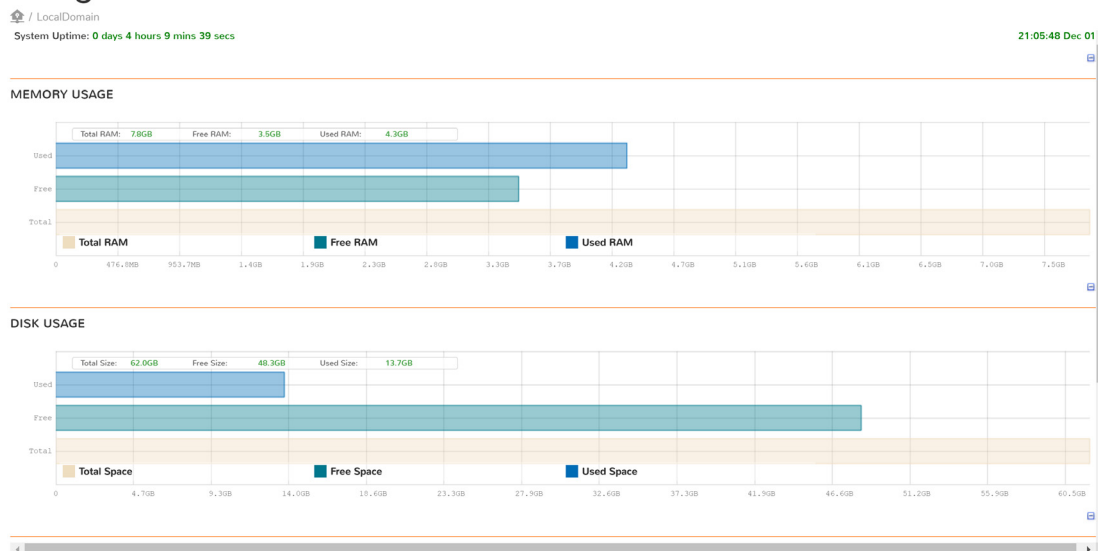 / LocalDomain
System Uptime: 0 days 4 hours 9 mins 39 secs 21:05:48 Dec 01
MEMORY USAGE
Total RAM: 7.8GB Free RAM: 3.5GB Used RAM: 4.3GB
Used
Free
Total
Total RAM Free RAM Used RAM
0 476.8MB 953.7MB 1.4GB 1.9GB 2.3GB 2.8GB 3.3GB 3.7GB 4.2GB 4.7GB 5.1GB 5.6GB 6.1GB 6.5GB 7.0GB 7.5GB
DISK USAGE
Total Size: 62.0GB Free Size: 48.3GB Used Size: 13.7GB
Used
Free
Total
Total Space Free Space Used Space
0 4.7GB 9.3GB 14.0GB 18.6GB 23.3GB 27.9GB 32.6GB 37.3GB 41.9GB 46.6GB 51.2GB 55.9GB 60.5GB